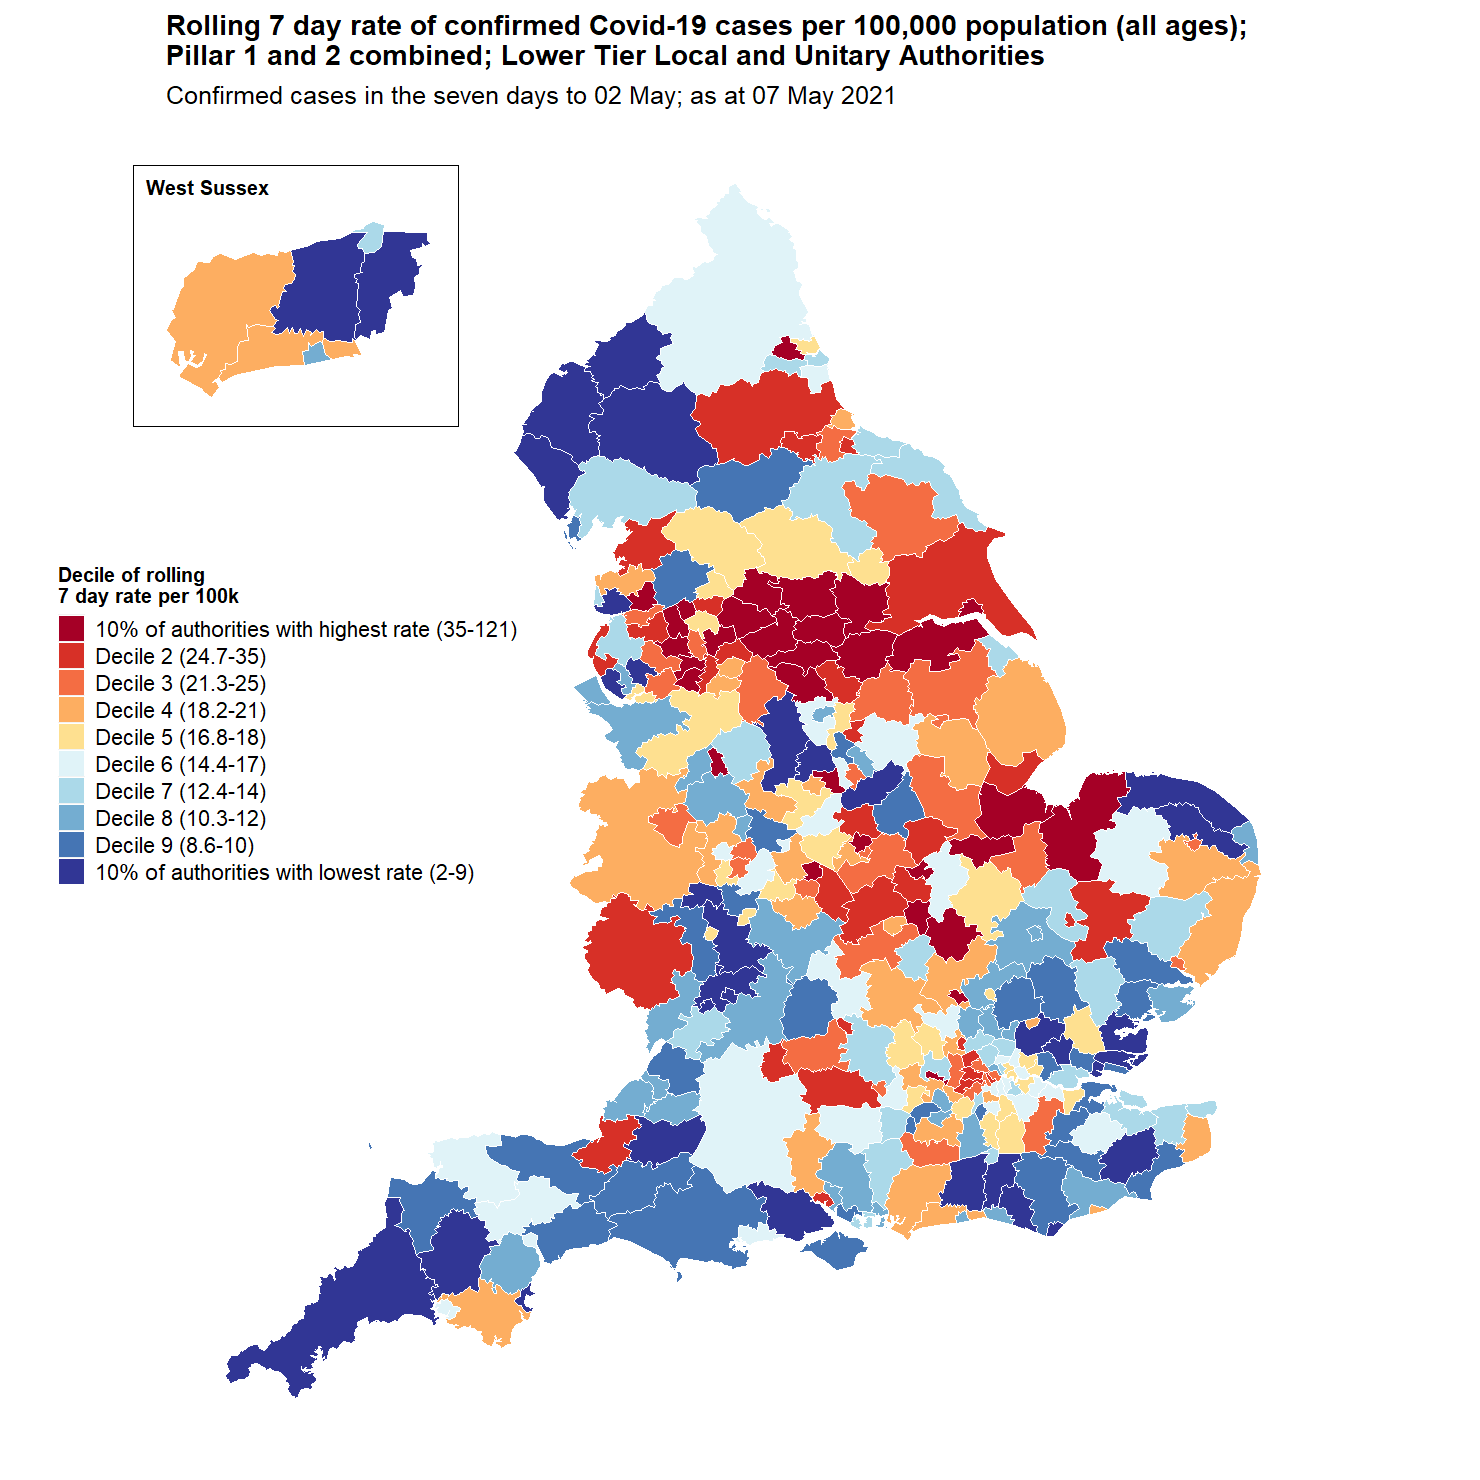 Rolling 7 day rate of confirmed Covid-19 cases per 100,000 population (all ages);
Pillar 1 and 2 combined; Lower Tier Local and Unitary Authorities
Confirmed cases in the seven days to 02 May; as at 07 May 2021
West Sussex
Decile of rolling
7 day rate per 100k
10% of authorities with highest rate (35-121)
Decile 2 (24.7-35)
Decile 3 (21.3-25)
Decile 4 (18.2-21)
Decile 5 (16.8-18)
Decile 6 (14.4-17)
Decile 7 (12.4-14)
Decile 8 (10.3-12)
Decile 9 (8.6-10)
10% of authorities with lowest rate (2-9)